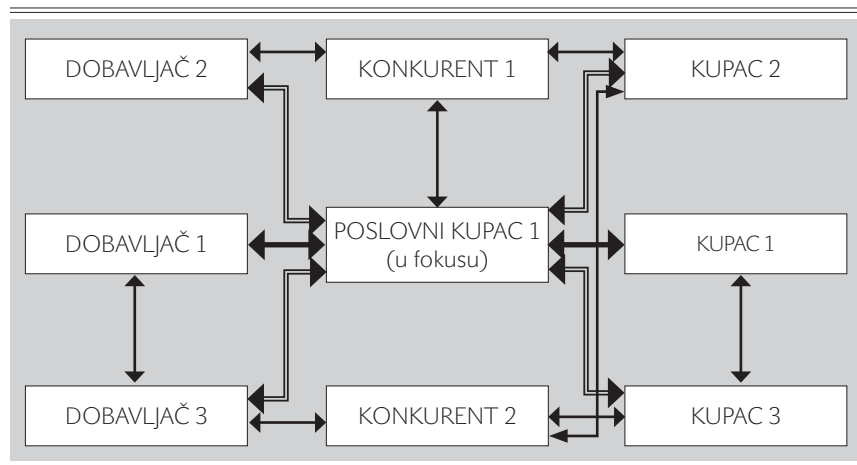 DOBAVLJAČ 2
KONKURENT 1
KUPAC 2
DOBAVLJAČ 1
POSLOVNI KUPAC 1
(u fokusu)
KUPAC 1
DOBAVLJAČ 3
KONKURENT 2
KUPAC 3